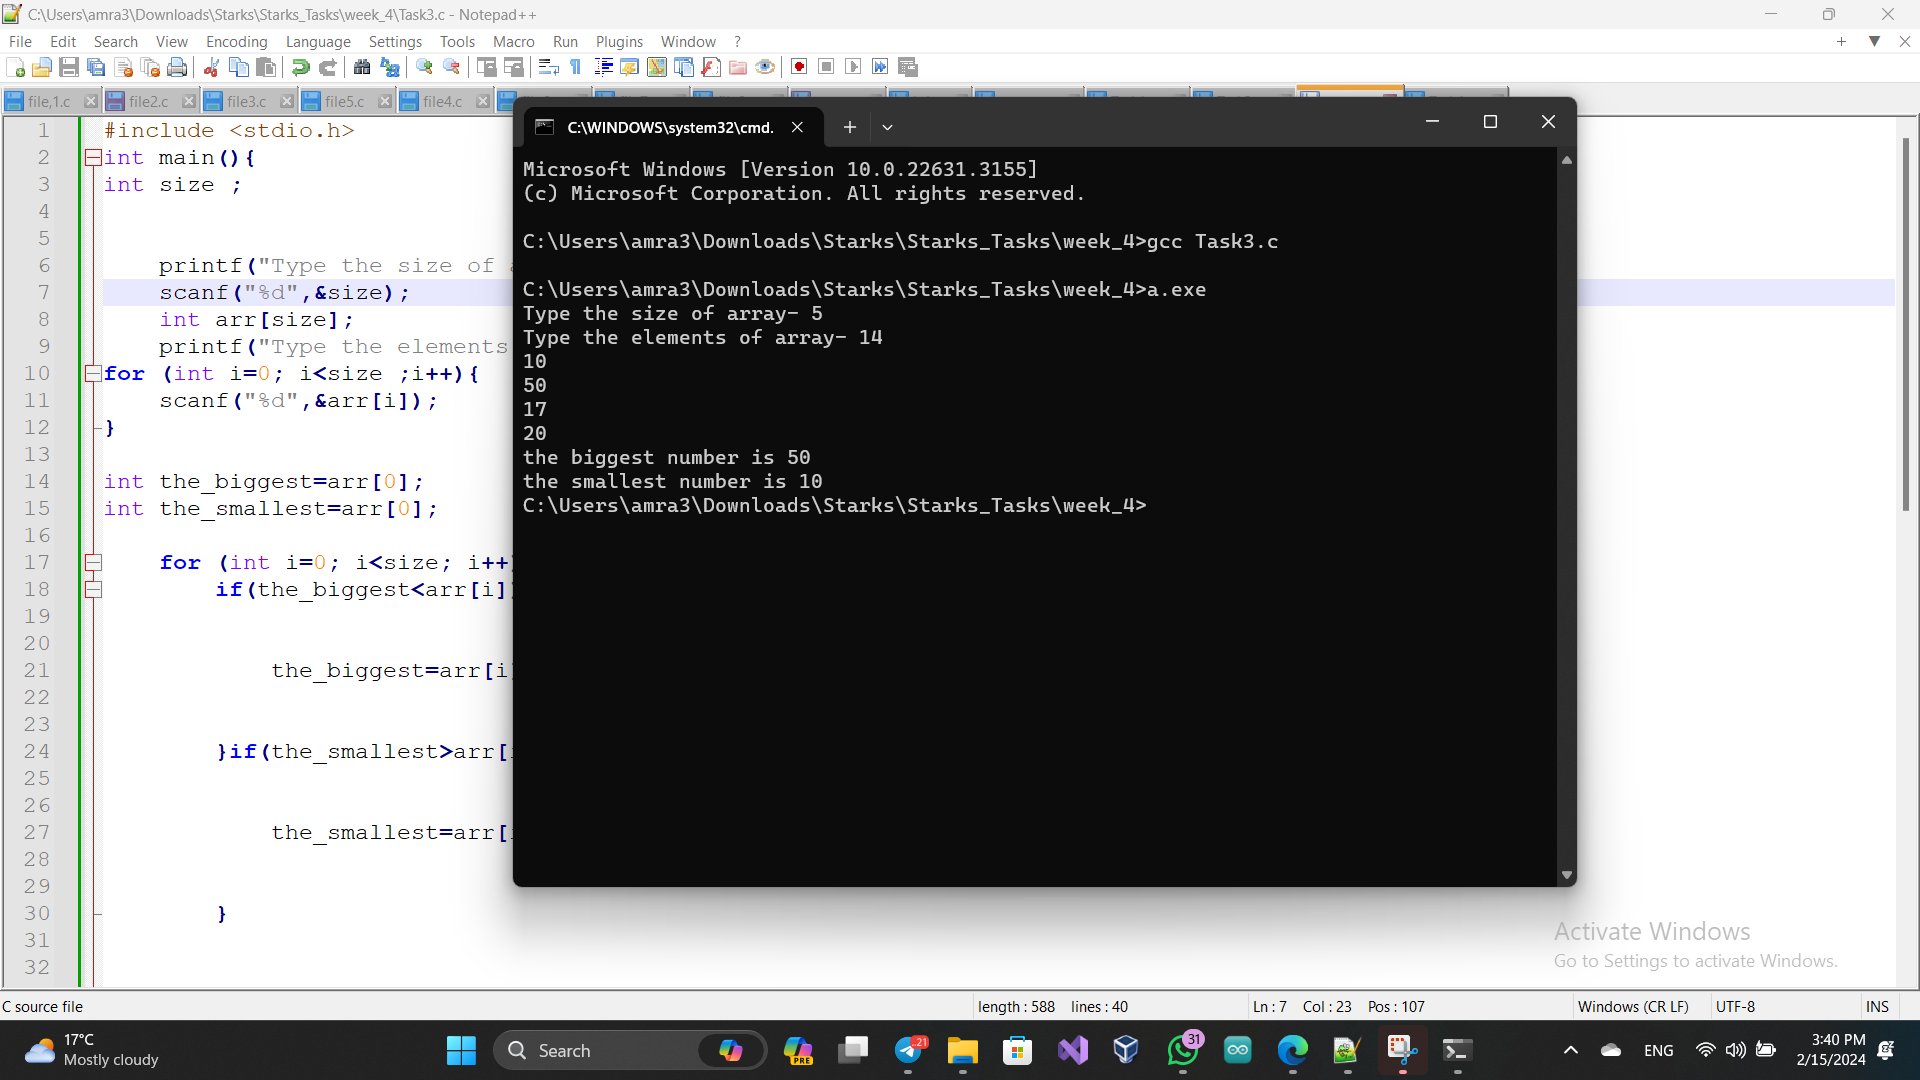 C:\Users\amra3\Downloads\Starks\Starks_Tasks\week_4\Task3.c - Notepad++
File Edit Search View Encoding Language Settings Tools Macro Run Plugins Window ?
file,1.c file2.c file3.c file5.c file4.c
1 #include <stdio.h>
2 int main(){
3 int size ;
4
5
6 printf("Type the size of
7 scanf("%d",&size);
8 int arr[size];
9 printf("Type the elements
10 for (int i=0; i<size ;i++){
11 scanf("%d",&arr[i]);
12 }
13
14 int the_biggest=arr[0];
15 int the_smallest=arr[0];
16
17 for (int i=0; i<size; i++
18 if(the_biggest<arr[i]
19
20
21 the_biggest=arr[i
22
23
24 }if(the_smallest>arr[
25
26
27 the_smallest=arr[
28
29
30 }
31
32
C:\WINDOWS\system32\cmd.
Microsoft Windows [Version 10.0.22631.3155]
(c) Microsoft Corporation. All rights reserved.
C:\Users\amra3\Downloads\Starks\Starks_Tasks\week_4>gcc Task3.c
C:\Users\amra3\Downloads\Starks\Starks_Tasks\week_4>a.exe
Type the size of array- 5
Type the elements of array- 14
10
50
17
20
the biggest number is 50
the smallest number is 10
C:\Users\amra3\Downloads\Starks\Starks_Tasks\week_4>
Activate Windows
Go to Settings to activate Windows.
C source file length : 588 lines : 40 Ln : 7 Col : 23 Pos : 107 Windows (CR LF) UTF-8 INS
17°C
Mostly cloudy
Search
PRE
21
31
ENG
3:40 PM
2/15/2024